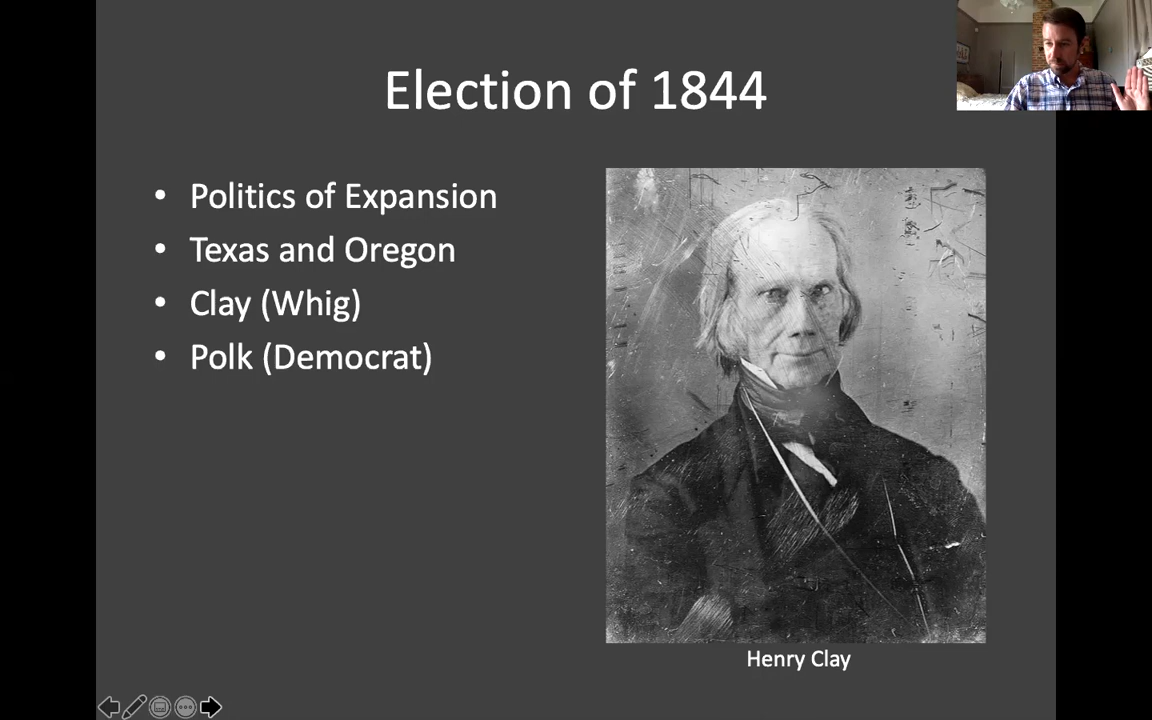 Election of 1844
• Politics of Expansion
• Texas and Oregon
• Clay (Whig)
• Polk (Democrat)
Henry Clay